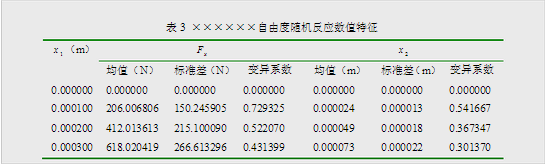 表 3 ××××××自由度随机反应数值特征
x₁（m） Fₓ x₂
均值（N） 标准差（N） 变异系数 均值（m） 标准差（m） 变异系数
0.000000 0.000000 0.000000 0.000000 0.000000 0.000000 0.000000
0.000100 206.006806 150.245905 0.729325 0.000024 0.000013 0.541667
0.000200 412.013613 215.100090 0.522070 0.000049 0.000018 0.367347
0.000300 618.020419 266.613296 0.431399 0.000073 0.000022 0.301370